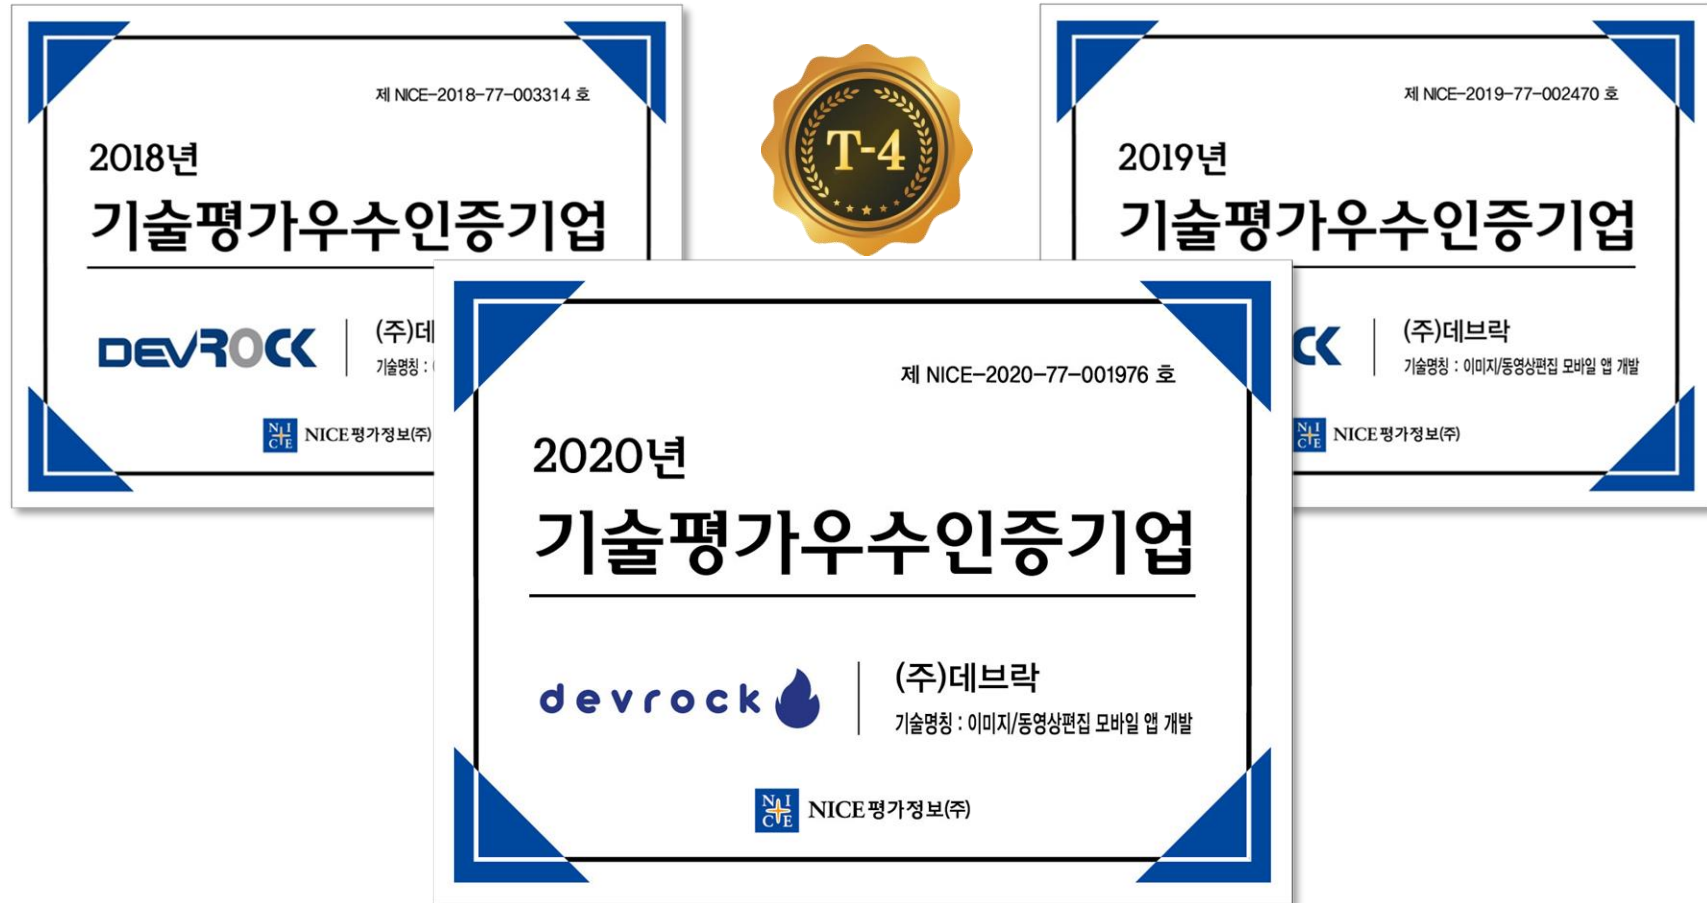 제 NICE-2018-77-003314 호
2018년
기술평가우수인증기업
DEVROCK
(주)데
기술명칭 :
NICE
NICE평가정보(주)
T-4
제 NICE-2019-77-002470 호
2019년
기술평가우수인증기업
CK
(주)데브락
기술명칭 : 이미지/동영상편집 모바일 앱 개발
NICE
NICE평가정보(주)
제 NICE-2020-77-001976 호
2020년
기술평가우수인증기업
devrock
(주)데브락
기술명칭 : 이미지/동영상편집 모바일 앱 개발
NICE
NICE평가정보(주)